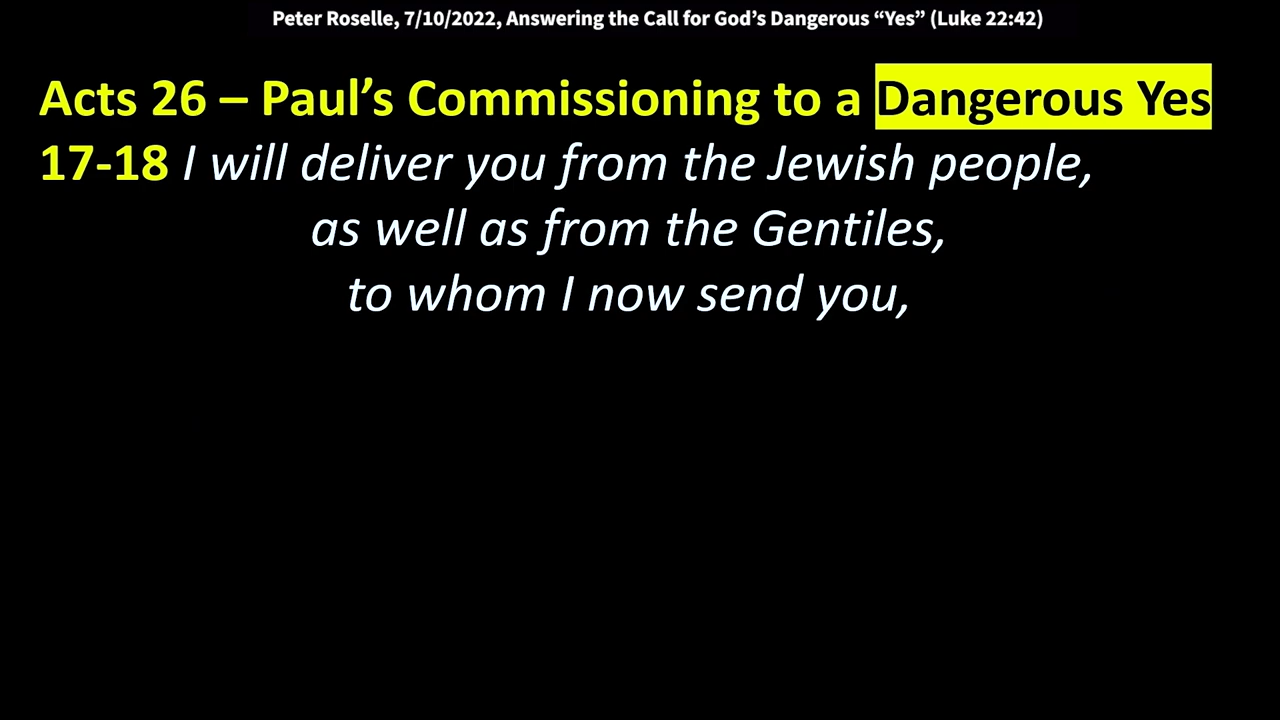 Peter Roselle, 7/10/2022, Answering the Call for God’s Dangerous “Yes” (Luke 22:42)
Acts 26 – Paul’s Commissioning to a Dangerous Yes
17-18 I will deliver you from the Jewish people,
as well as from the Gentiles,
to whom I now send you,